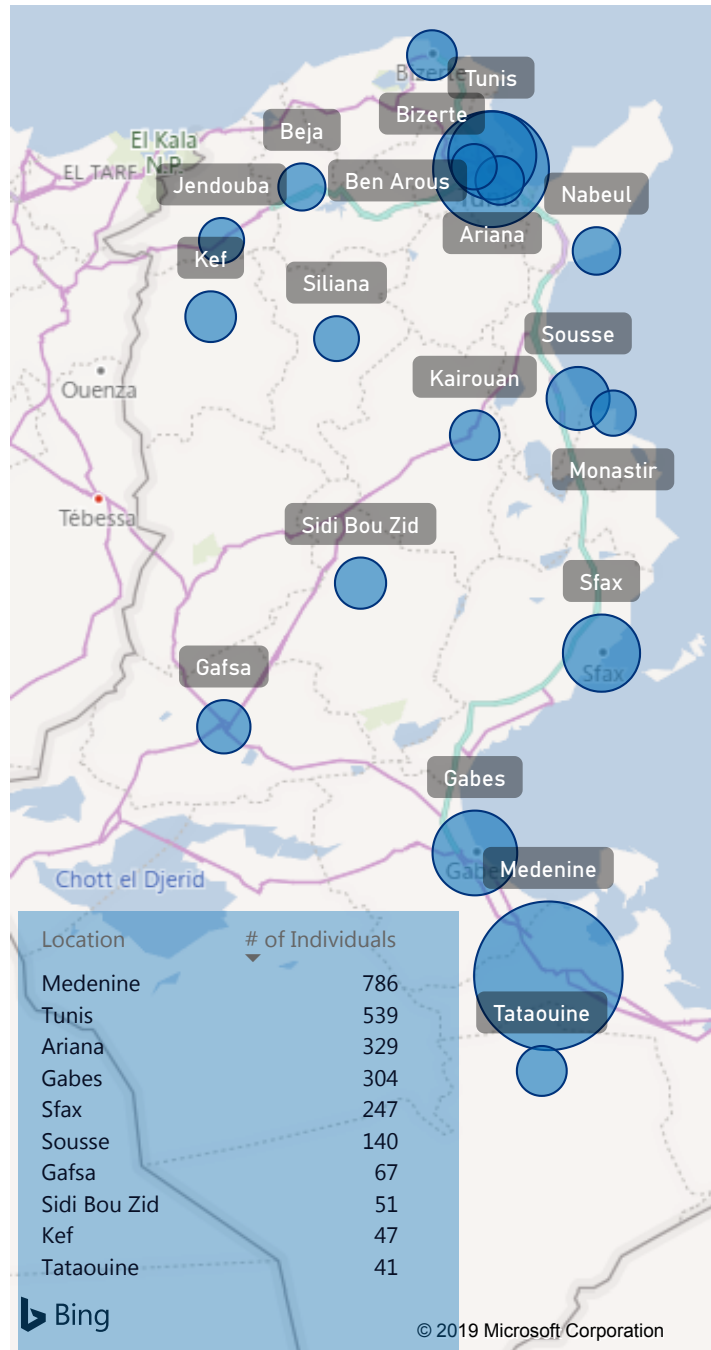 Bizerte
Tunis
Bizerte
El Kala
N.P.
Beja
EL TARF
Jendouba
Ben Arous
Nabeul
Ariana
Kef
Siliana
Sousse
Ouenza
Kairouan
Monastir
Tébessa
Sidi Bou Zid
Sfax
Sfax
Gafsa
Gabes
Medenine
Chott el Djerid
Tataouine
Location # of Individuals
Medenine 786
Tunis 539
Ariana 329
Gabes 304
Sfax 247
Sousse 140
Gafsa 67
Sidi Bou Zid 51
Kef 47
Tataouine 41
Bing
© 2019 Microsoft Corporation